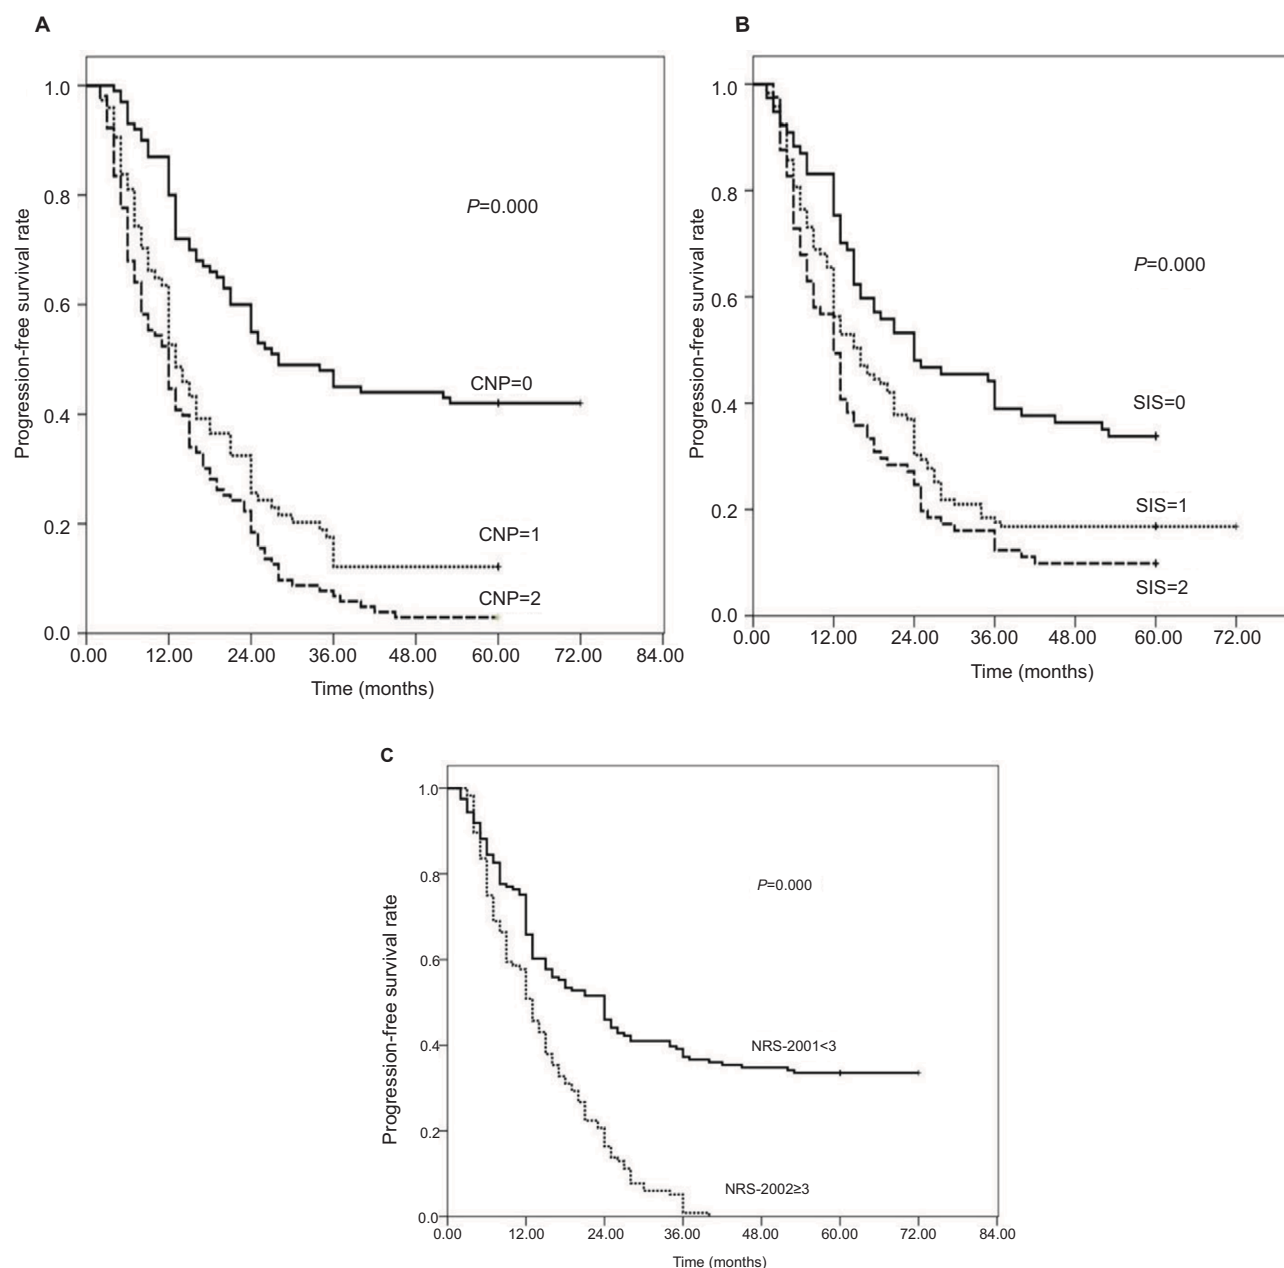 A
Progression-free survival rate
1.0
0.8
0.6
0.4
0.2
0.0
P=0.000
CNP=0
CNP=1
CNP=2
0.00 12.00 24.00 36.00 48.00 60.00 72.00 84.00
Time (months)
B
Progression-free survival rate
1.0
0.8
0.6
0.4
0.2
0.0
P=0.000
SIS=0
SIS=1
SIS=2
0.00 12.00 24.00 36.00 48.00 60.00 72.00
Time (months)
C
Progression-free survival rate
1.0
0.8
0.6
0.4
0.2
0.0
P=0.000
NRS-2001<3
NRS-2002≥3
0.00 12.00 24.00 36.00 48.00 60.00 72.00 84.00
Time (months)